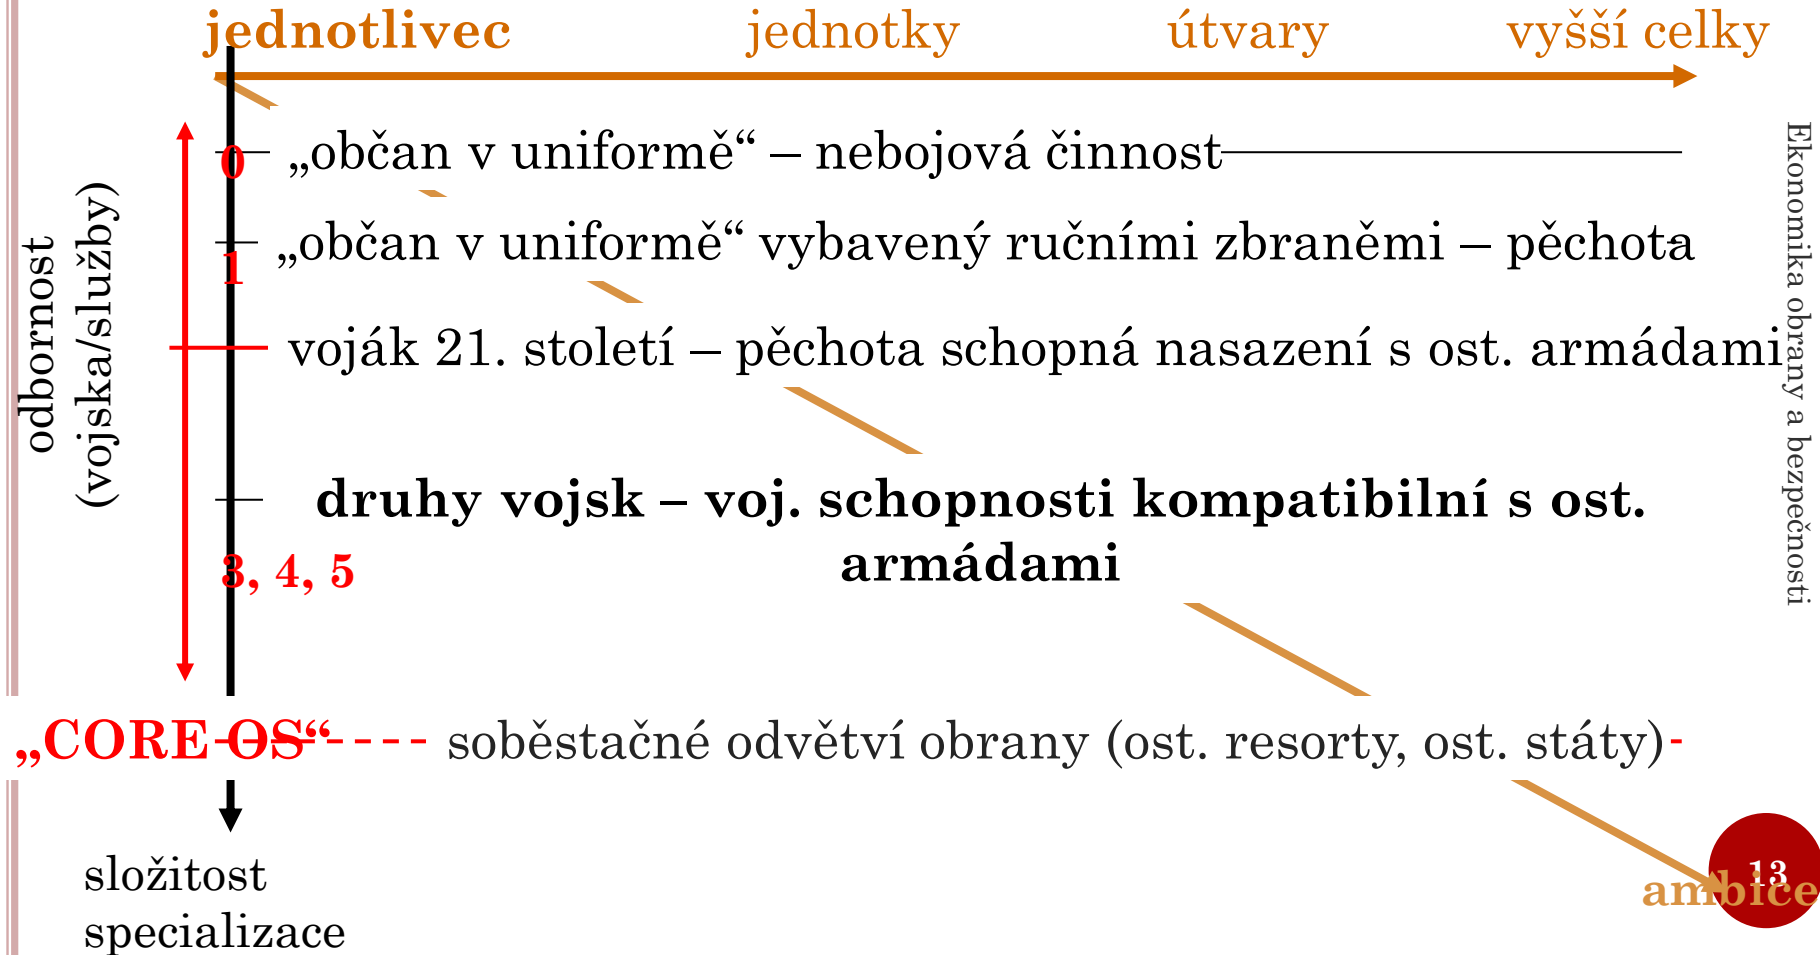 jednotlivec jednotky útvary vyšší celky
0 „občan v uniformě“ – nebojová činnost
1 „občan v uniformě“ vybavený ručními zbraněmi – pěchota
voják 21. století – pěchota schopná nasazení s ost. armádami
druhy vojsk – voj. schopnosti kompatibilní s ost.
armádami
3, 4, 5
odbornost
(vojska/služby)
„CORE OS“ soběstačné odvětví obrany (ost. resorty, ost. státy)
složitost
specializace
ambice
13
Ekonomika obrany a bezpečnosti